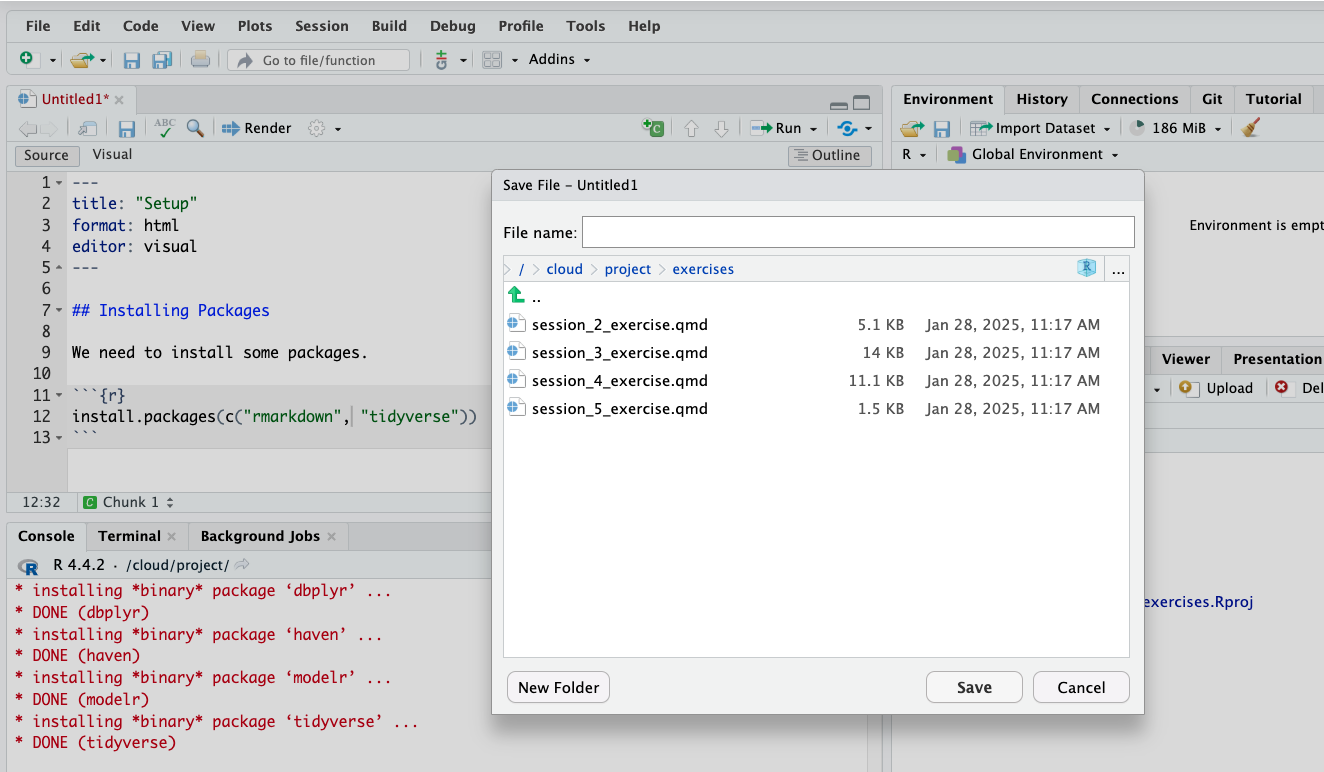 File Edit Code View Plots Session Build Debug Profile Tools Help
Go to file/function Addins
Untitled1*
ABC Render Run
Source Visual Outline
1 ---
2 title: "Setup"
3 format: html
4 editor: visual
5 ---
6
7 ## Installing Packages
8
9 We need to install some packages.
10
11 ```{r}
12 install.packages(c("rmarkdown", "tidyverse"))
13 ```
12:32 C Chunk 1
Console Terminal Background Jobs
R R 4.4.2 · /cloud/project/
* installing *binary* package ‘dbplyr’ ...
* DONE (dbplyr)
* installing *binary* package ‘haven’ ...
* DONE (haven)
* installing *binary* package ‘modelr’ ...
* DONE (modelr)
* installing *binary* package ‘tidyverse’ ...
* DONE (tidyverse)
Environment History Connections Git Tutorial
Import Dataset 186 MiB
R Global Environment
Environment is empt
Viewer Presentation
Upload Del
exercises.Rproj
Save File – Untitled1
File name:
/ cloud project exercises R ...
..
session_2_exercise.qmd 5.1 KB Jan 28, 2025, 11:17 AM
session_3_exercise.qmd 14 KB Jan 28, 2025, 11:17 AM
session_4_exercise.qmd 11.1 KB Jan 28, 2025, 11:17 AM
session_5_exercise.qmd 1.5 KB Jan 28, 2025, 11:17 AM
New Folder Save Cancel